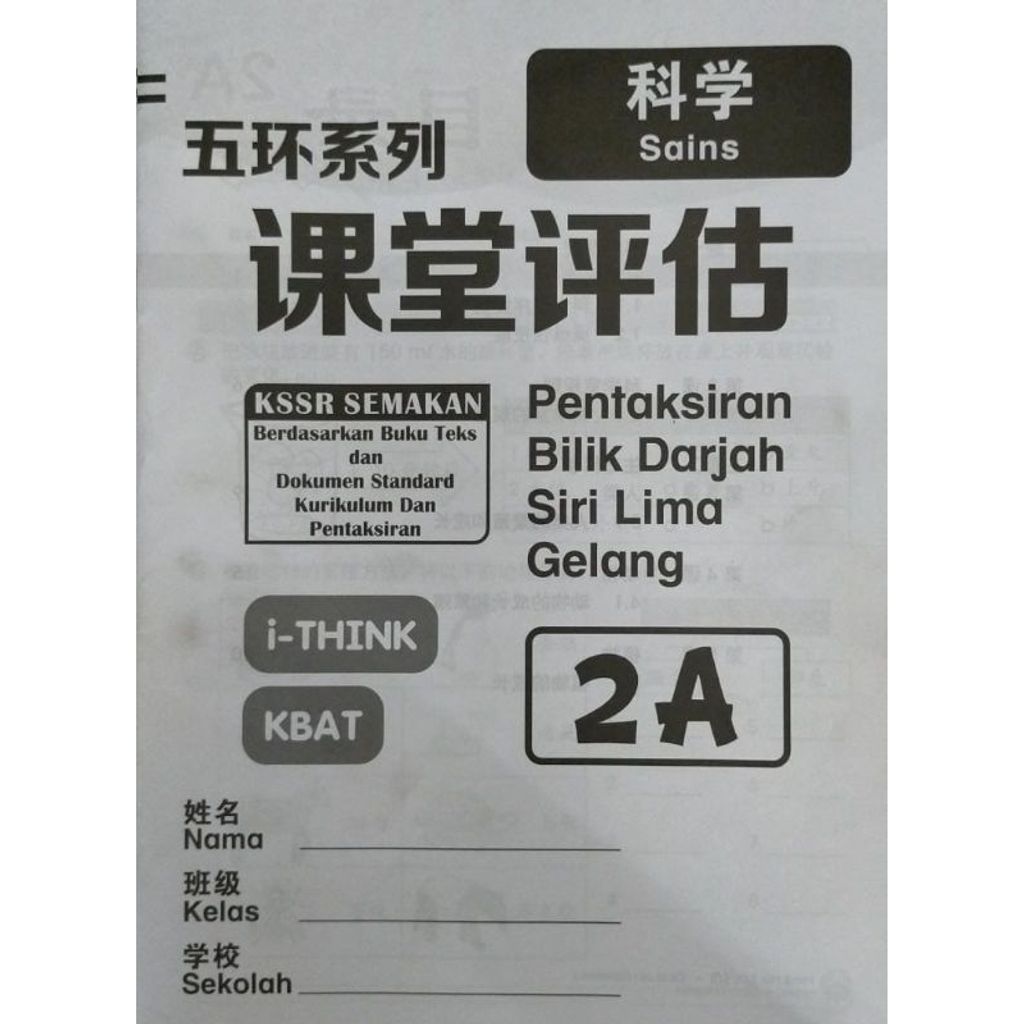 科学
Sains
五环系列
课堂评估
KSSR SEMAKAN
Berdasarkan Buku Teks
dan
Dokumen Standard
Kurikulum Dan
Pentaksiran
Pentaksiran
Bilik Darjah
Siri Lima
Gelang
i-THINK
KBAT
2A
姓名
Nama
班级
Kelas
学校
Sekolah